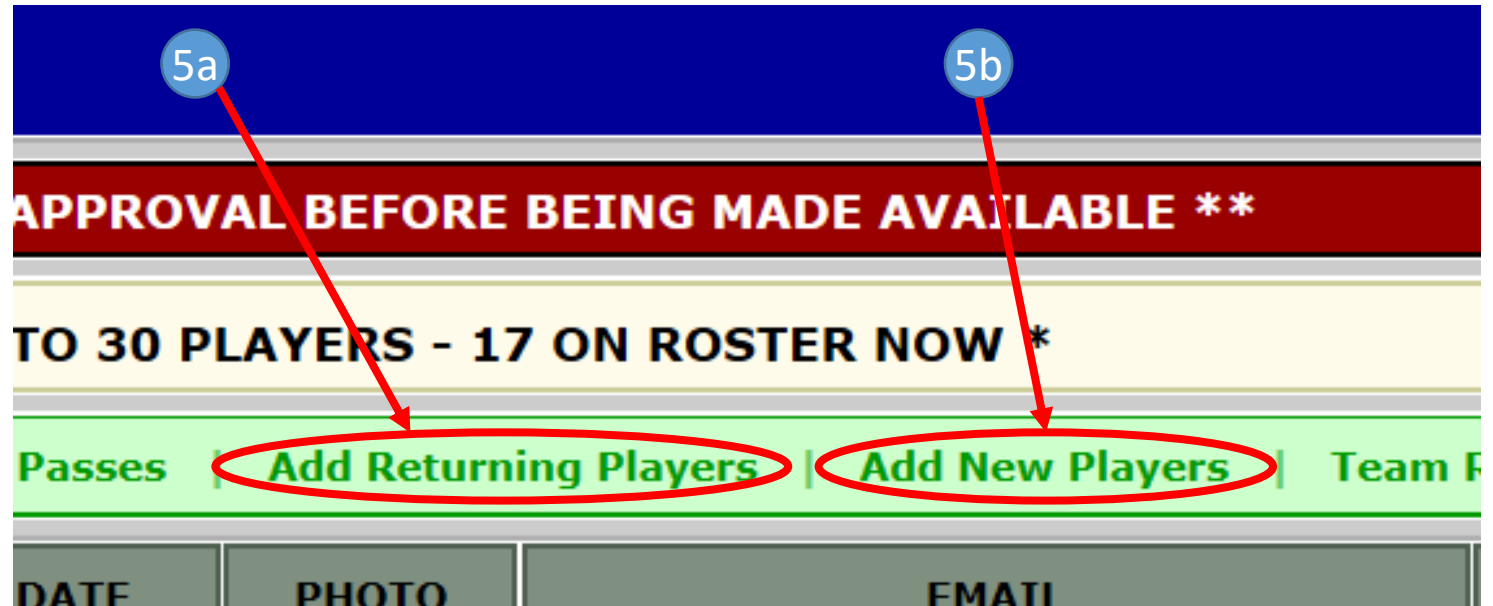 5a 5b
APPROVAL BEFORE BEING MADE AVAILABLE **
TO 30 PLAYERS - 17 ON ROSTER NOW *
Passes | Add Returning Players | Add New Players | Team
DATE PHOTO EMAIL